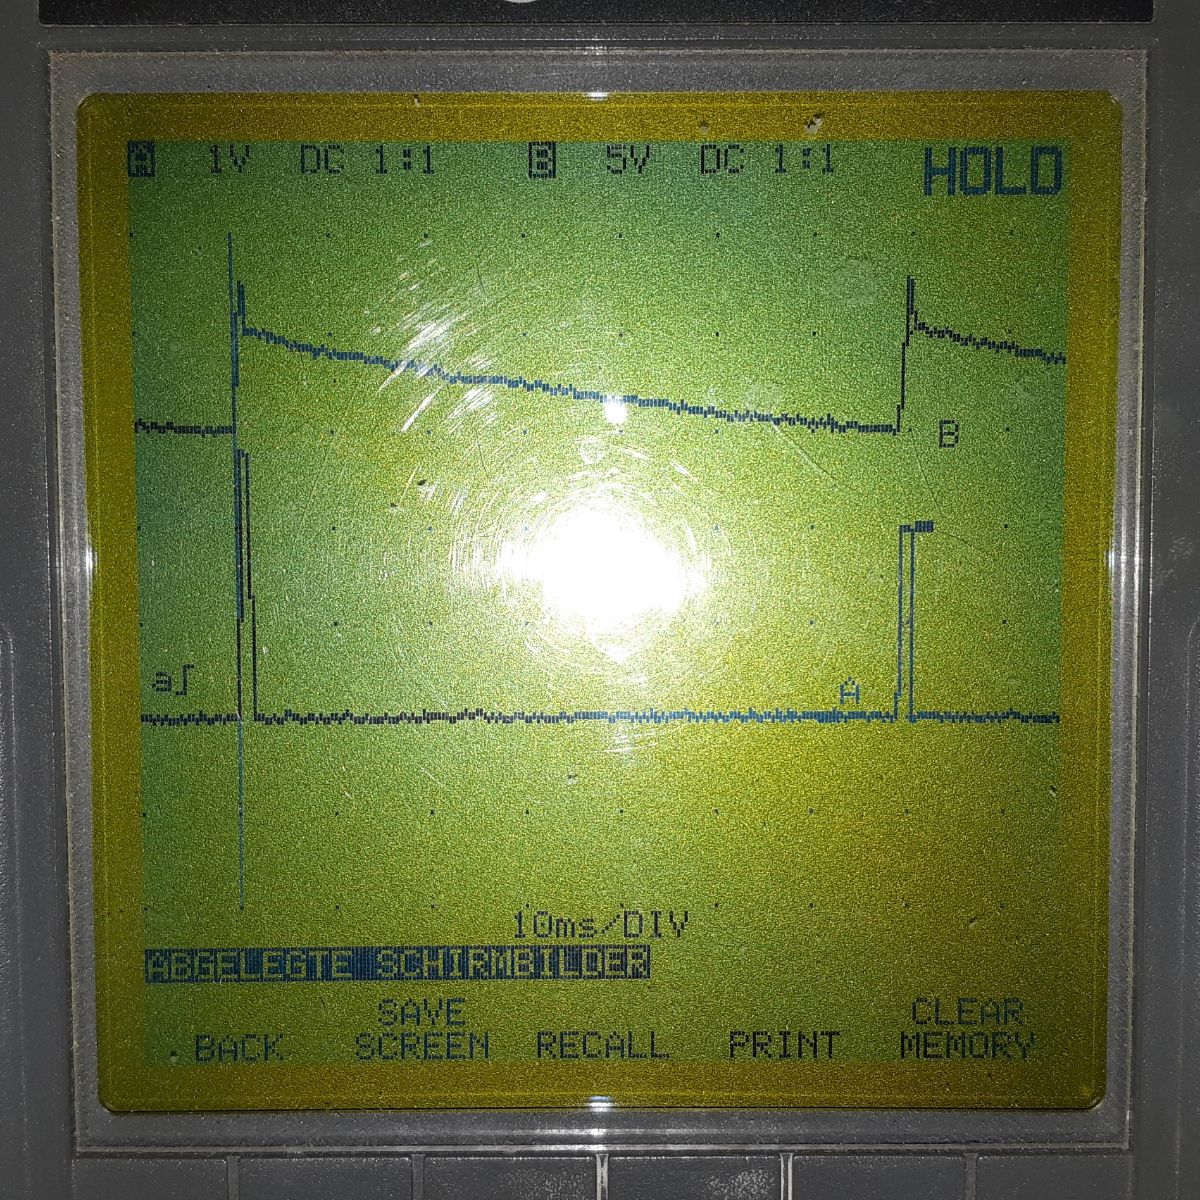 A 1V DC 1:1 B 5V DC 1:1 HOLD
B
a∫
A
10ms/DIV
ABGELEGTE SCHIRMBILDER
BACK SAVE SCREEN RECALL PRINT CLEAR MEMORY